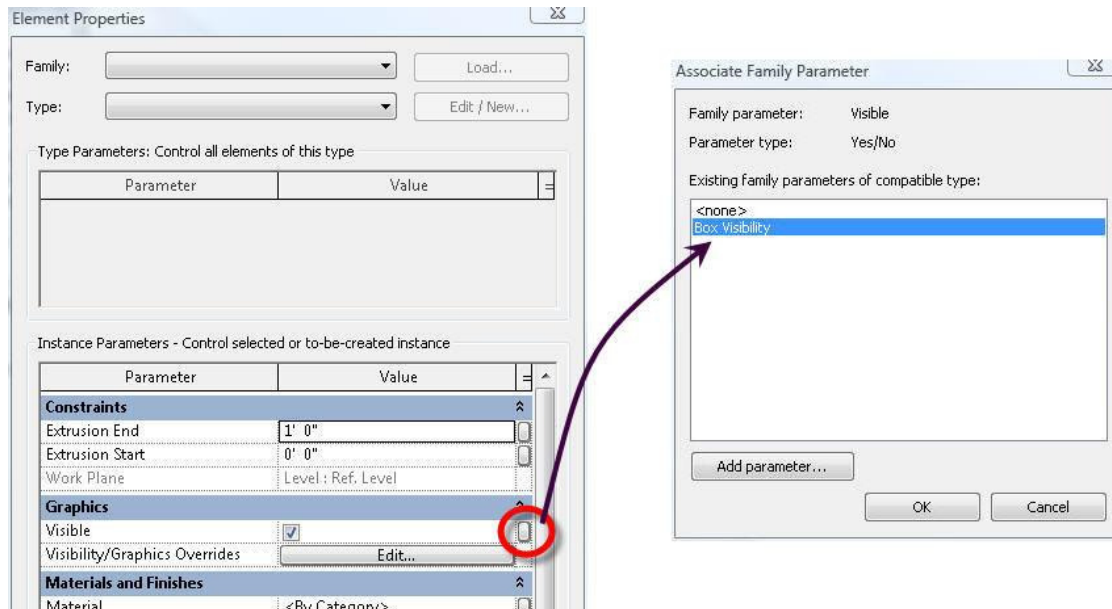 Element Properties
Family:
Load...
Type:
Edit / New...
Type Parameters: Control all elements of this type
Parameter Value =
Instance Parameters - Control selected or to-be-created instance
Parameter Value =
Constraints
Extrusion End 1' 0"
Extrusion Start 0' 0"
Work Plane Level : Ref. Level
Graphics
Visible
Visibility/Graphics Overrides Edit...
Materials and Finishes
Material <By Category>
Associate Family Parameter
Family parameter: Visible
Parameter type: Yes/No
Existing family parameters of compatible type:
<none>
Box Visibility
Add parameter...
OK Cancel